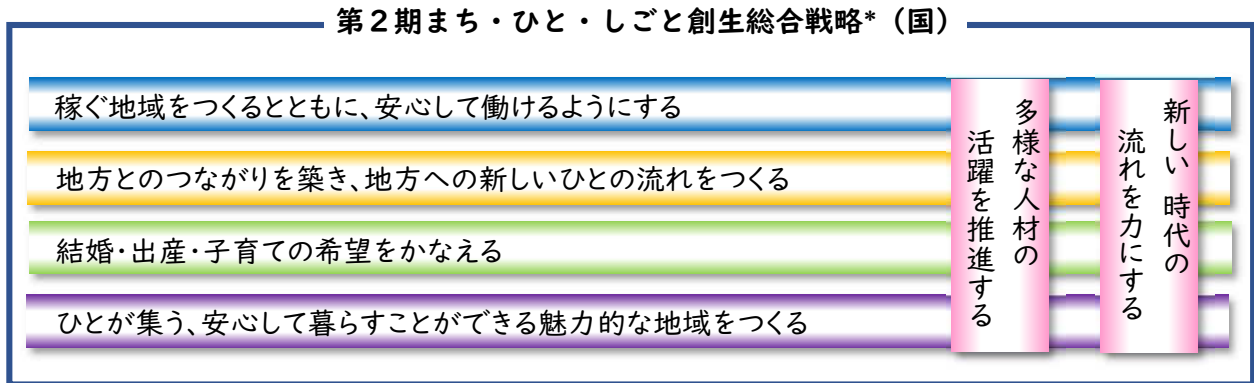 第２期まち・ひと・しごと創生総合戦略*（国）
稼ぐ地域をつくるとともに、安心して働けるようにする
地方とのつながりを築き、地方への新しいひとの流れをつくる
結婚・出産・子育ての希望をかなえる
ひとが集う、安心して暮らすことができる魅力的な地域をつくる
多様な人材の
活躍を推進する
新しい 時代の
流れを力にする